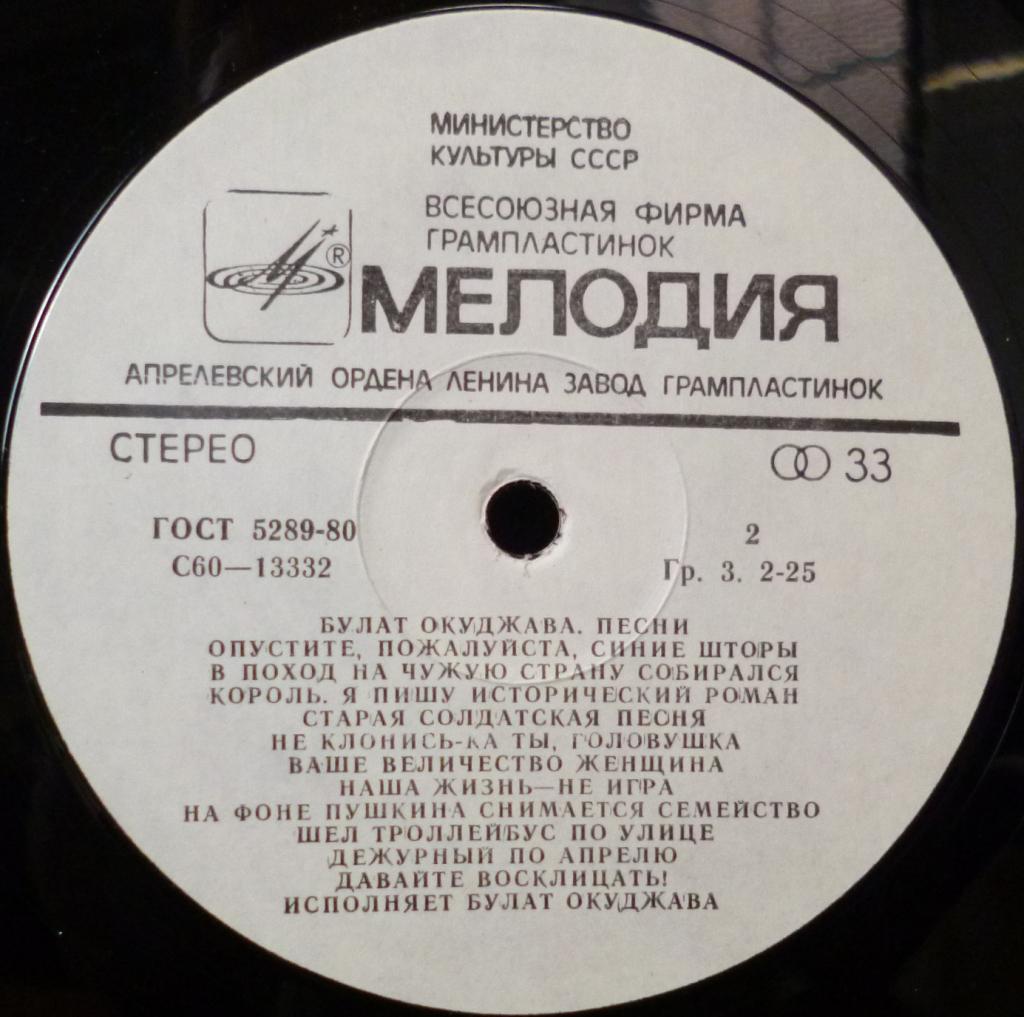 МИНИСТЕРСТВО
КУЛЬТУРЫ СССР
ВСЕСОЮЗНАЯ ФИРМА
ГРАМПЛАСТИНОК
®
МЕЛОДИЯ
АПРЕЛЕВСКИЙ ОРДЕНА ЛЕНИНА ЗАВОД ГРАМПЛАСТИНОК
СТЕРЕО
33
ГОСТ 5289-80
2
С60—13332
Гр. 3. 2-25
БУЛАТ ОКУДЖАВА. ПЕСНИ
ОПУСТИТЕ, ПОЖАЛУЙСТА, СИНИЕ ШТОРЫ
В ПОХОД НА ЧУЖУЮ СТРАНУ СОБИРАЛСЯ
КОРОЛЬ. Я ПИШУ ИСТОРИЧЕСКИЙ РОМАН
СТАРАЯ СОЛДАТСКАЯ ПЕСНЯ
НЕ КЛОНИСЬ-КА ТЫ, ГОЛОВУШКА
ВАШЕ ВЕЛИЧЕСТВО ЖЕНЩИНА
НАША ЖИЗНЬ—НЕ ИГРА
НА ФОНЕ ПУШКИНА СНИМАЕТСЯ СЕМЕЙСТВО
ШЕЛ ТРОЛЛЕЙБУС ПО УЛИЦЕ
ДЕЖУРНЫЙ ПО АПРЕЛЮ
ДАВАЙТЕ ВОСКЛИЦАТЬ!
ИСПОЛНЯЕТ БУЛАТ ОКУДЖАВА